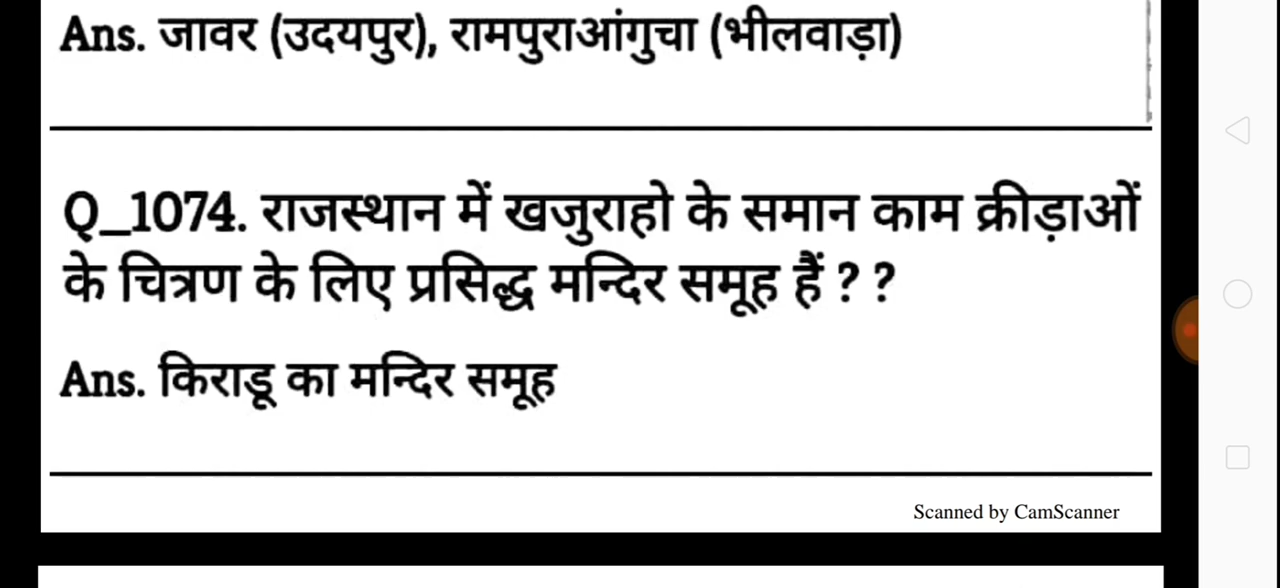 Ans. जावर (उदयपुर), रामपुराआंगुचा (भीलवाड़ा)
Q_1074. राजस्थान में खजुराहो के समान काम क्रीड़ाओं
के चित्रण के लिए प्रसिद्ध मन्दिर समूह हैं ? ?
Ans. किराडू का मन्दिर समूह
Scanned by CamScanner